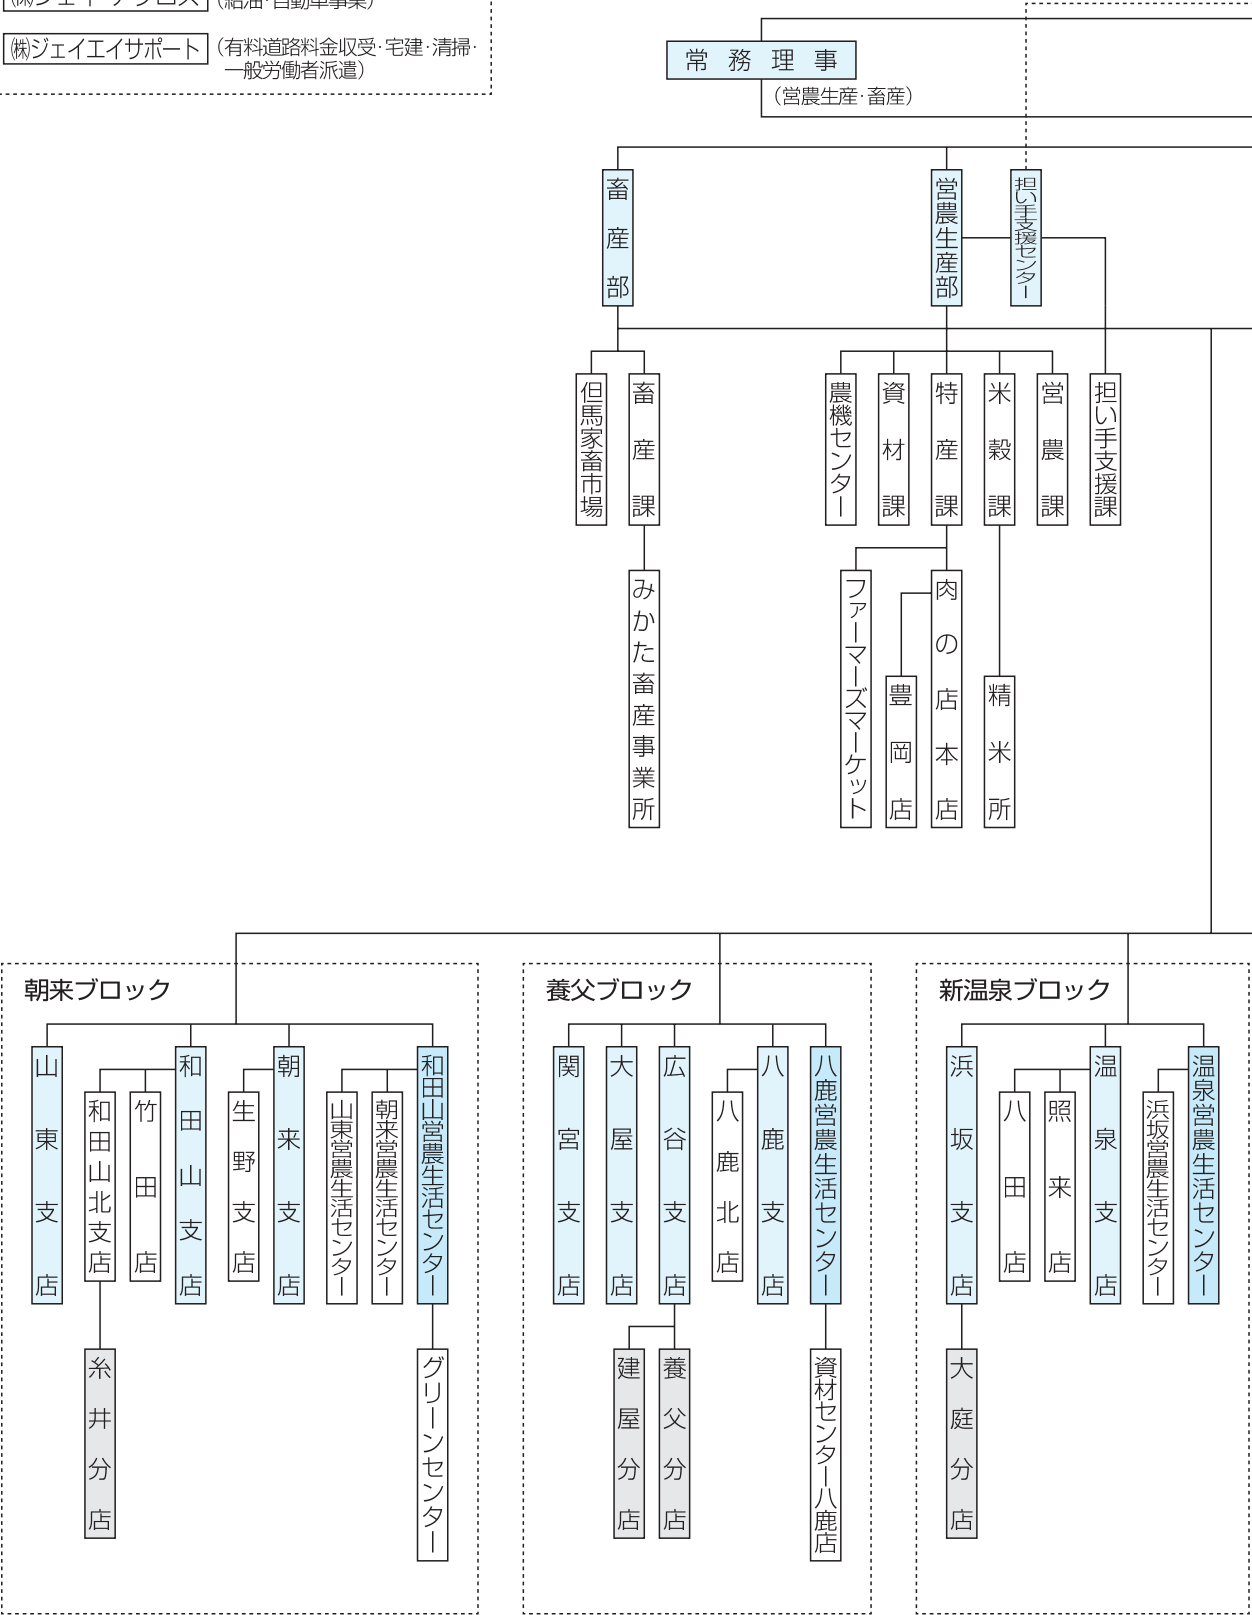 (給油・自動車事業)
㈱ジェイエイサポート
(有料道路料金収受・宅建・清掃・
一般労働者派遣)
常務理事
(営農生産・畜産)
畜産部
営農生産部
担い手支援センター
但馬家畜市場
畜産課
農機センター
資材課
特産課
米穀課
営農課
担い手支援課
みかた畜産事業所
ファーマーズマーケット
豊岡店
肉の店本店
精米所
朝来ブロック
山東支店
和田山北支店
竹田店
和田山支店
生野支店
朝来支店
山東営農生活センター
朝来営農生活センター
和田山営農生活センター
糸井分店
グリーンセンター
養父ブロック
関宮支店
大屋支店
広谷支店
八鹿北店
八鹿支店
八鹿営農生活センター
建屋分店
養父分店
資材センター八鹿店
新温泉ブロック
浜坂支店
八田店
照来店
温泉支店
浜坂営農生活センター
温泉営農生活センター
大庭分店